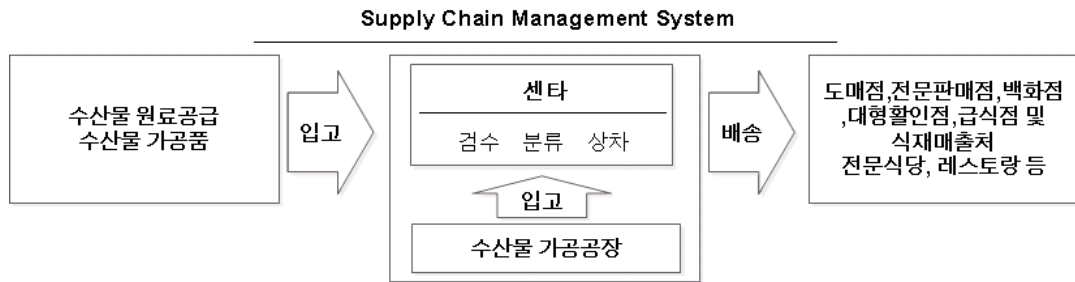 Supply Chain Management System
수산물 원료공급
수산물 가공품
입고
센타
검수 분류 상차
입고
수산물 가공공장
배송
도매점,전문판매점,백화점
,대형활인점,급식점 및
식재매출처
전문식당, 레스토랑 등